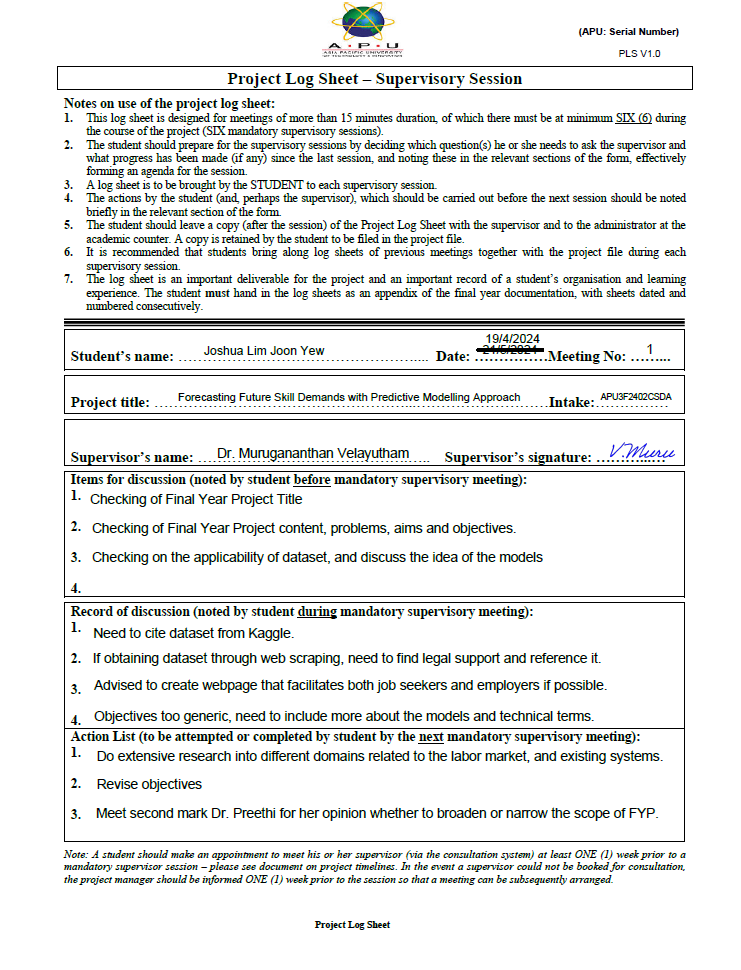 A • P • U
ASIA PACIFIC UNIVERSITY
OF TECHNOLOGY & INNOVATION
(APU: Serial Number)
PLS V1.0
Project Log Sheet – Supervisory Session
Notes on use of the project log sheet:
1. This log sheet is designed for meetings of more than 15 minutes duration, of which there must be at minimum SIX (6) during
the course of the project (SIX mandatory supervisory sessions).
2. The student should prepare for the supervisory sessions by deciding which question(s) he or she needs to ask the supervisor and
what progress has been made (if any) since the last session, and noting these in the relevant sections of the form, effectively
forming an agenda for the session.
3. A log sheet is to be brought by the STUDENT to each supervisory session.
4. The actions by the student (and, perhaps the supervisor), which should be carried out before the next session should be noted
briefly in the relevant section of the form.
5. The student should leave a copy (after the session) of the Project Log Sheet with the supervisor and to the administrator at the
academic counter. A copy is retained by the student to be filed in the project file.
6. It is recommended that students bring along log sheets of previous meetings together with the project file during each
supervisory session.
7. The log sheet is an important deliverable for the project and an important record of a student's organisation and learning
experience. The student must hand in the log sheets as an appendix of the final year documentation, with sheets dated and
numbered consecutively.
19/4/2024
Student's name: Joshua Lim Joon Yew Date: Meeting No: 1
Project title: Forecasting Future Skill Demands with Predictive Modelling Approach Intake: APU3F2402CSDA
Supervisor's name: Dr. Murugananthan Velayutham Supervisor's signature: V.Muru
Items for discussion (noted by student before mandatory supervisory meeting):
1. Checking of Final Year Project Title
2. Checking of Final Year Project content, problems, aims and objectives.
3. Checking on the applicability of dataset, and discuss the idea of the models
4.
Record of discussion (noted by student during mandatory supervisory meeting):
1. Need to cite dataset from Kaggle.
2. If obtaining dataset through web scraping, need to find legal support and reference it.
3. Advised to create webpage that facilitates both job seekers and employers if possible.
4. Objectives too generic, need to include more about the models and technical terms.
Action List (to be attempted or completed by student by the next mandatory supervisory meeting):
1. Do extensive research into different domains related to the labor market, and existing systems.
2. Revise objectives
3. Meet second mark Dr. Preethi for her opinion whether to broaden or narrow the scope of FYP.
Note: A student should make an appointment to meet his or her supervisor (via the consultation system) at least ONE (1) week prior to a
mandatory supervisor session – please see document on project timelines. In the event a supervisor could not be booked for consultation,
the project manager should be informed ONE (1) week prior to the session so that a meeting can be subsequently arranged.
Project Log Sheet